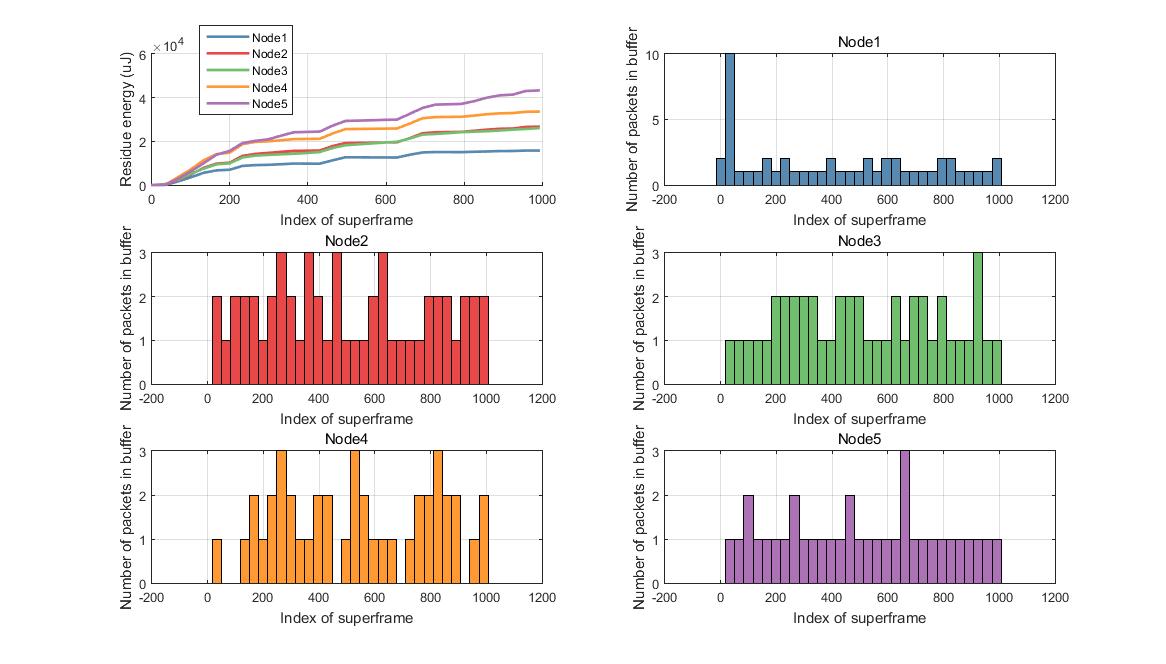 ×10⁴
Residue energy (uJ)
6
4
2
0
Node1
Node2
Node3
Node4
Node5
0 200 400 600 800 1000
Index of superframe
Node1
Number of packets in buffer
10
5
0
-200 0 200 400 600 800 1000 1200
Index of superframe
Node2
Number of packets in buffer
3
2
1
0
-200 0 200 400 600 800 1000 1200
Index of superframe
Node3
Number of packets in buffer
3
2
1
0
-200 0 200 400 600 800 1000 1200
Index of superframe
Node4
Number of packets in buffer
3
2
1
0
-200 0 200 400 600 800 1000 1200
Index of superframe
Node5
Number of packets in buffer
3
2
1
0
-200 0 200 400 600 800 1000 1200
Index of superframe